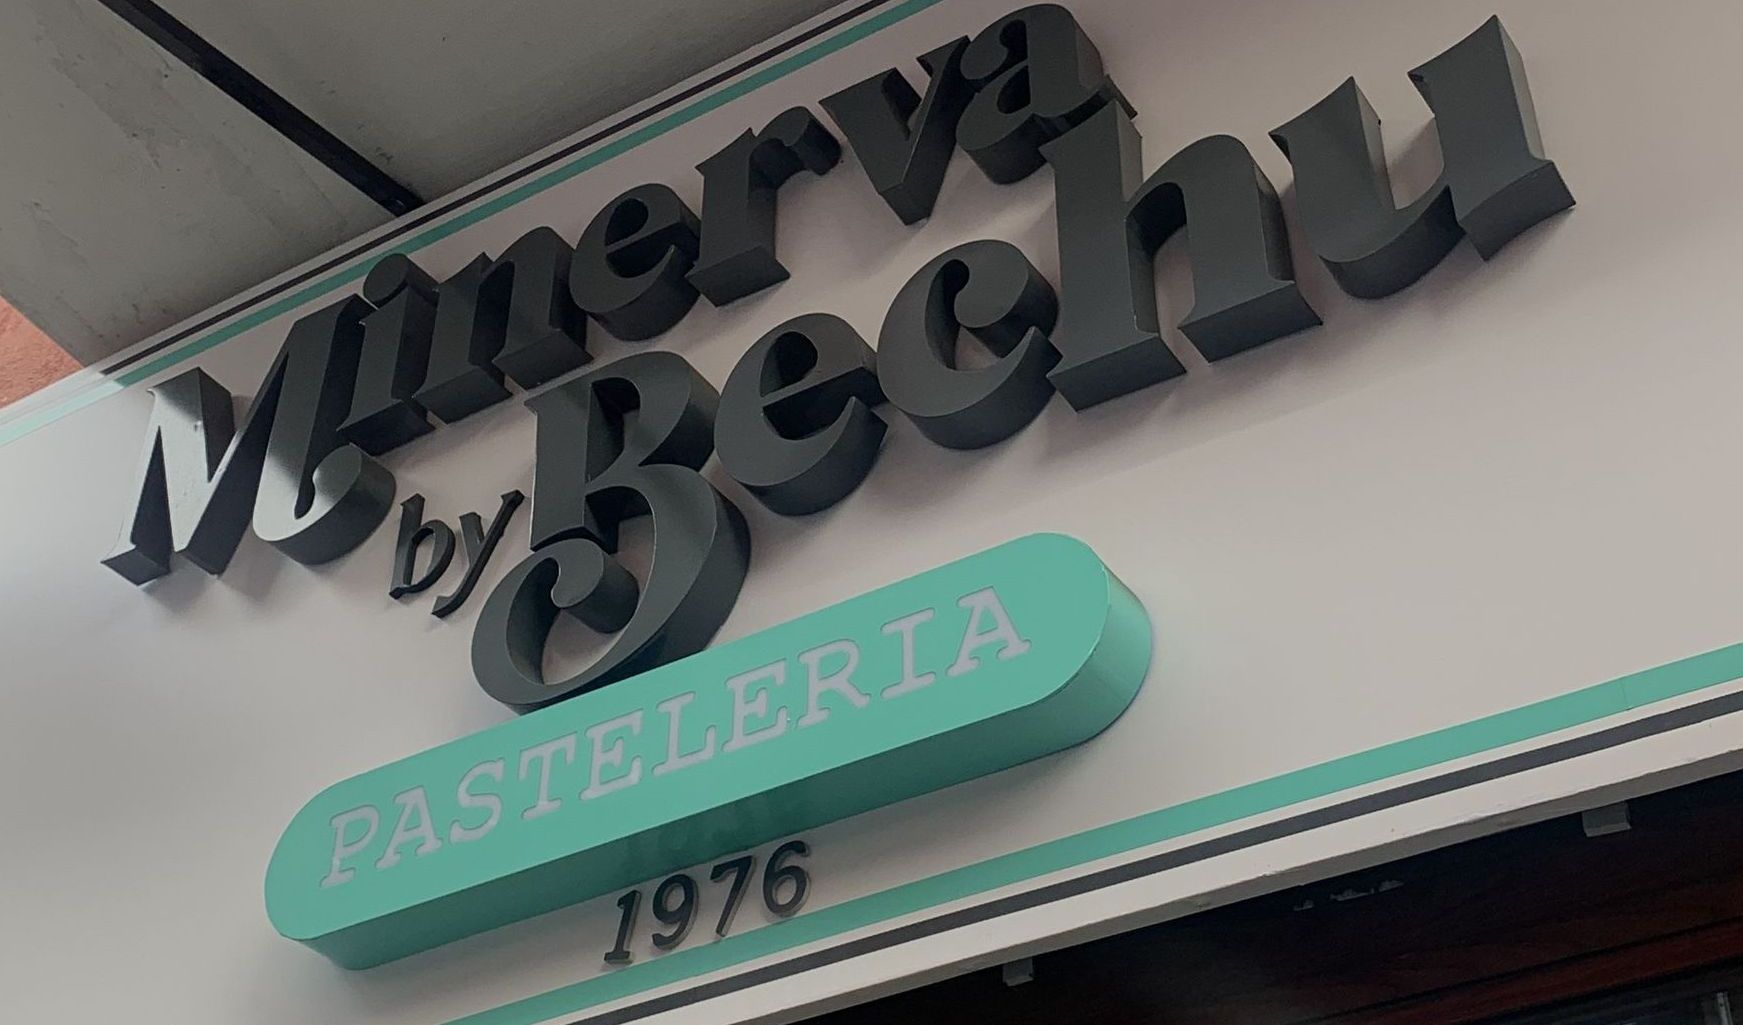 Minerva
by Bechu
PASTELERIA
1976